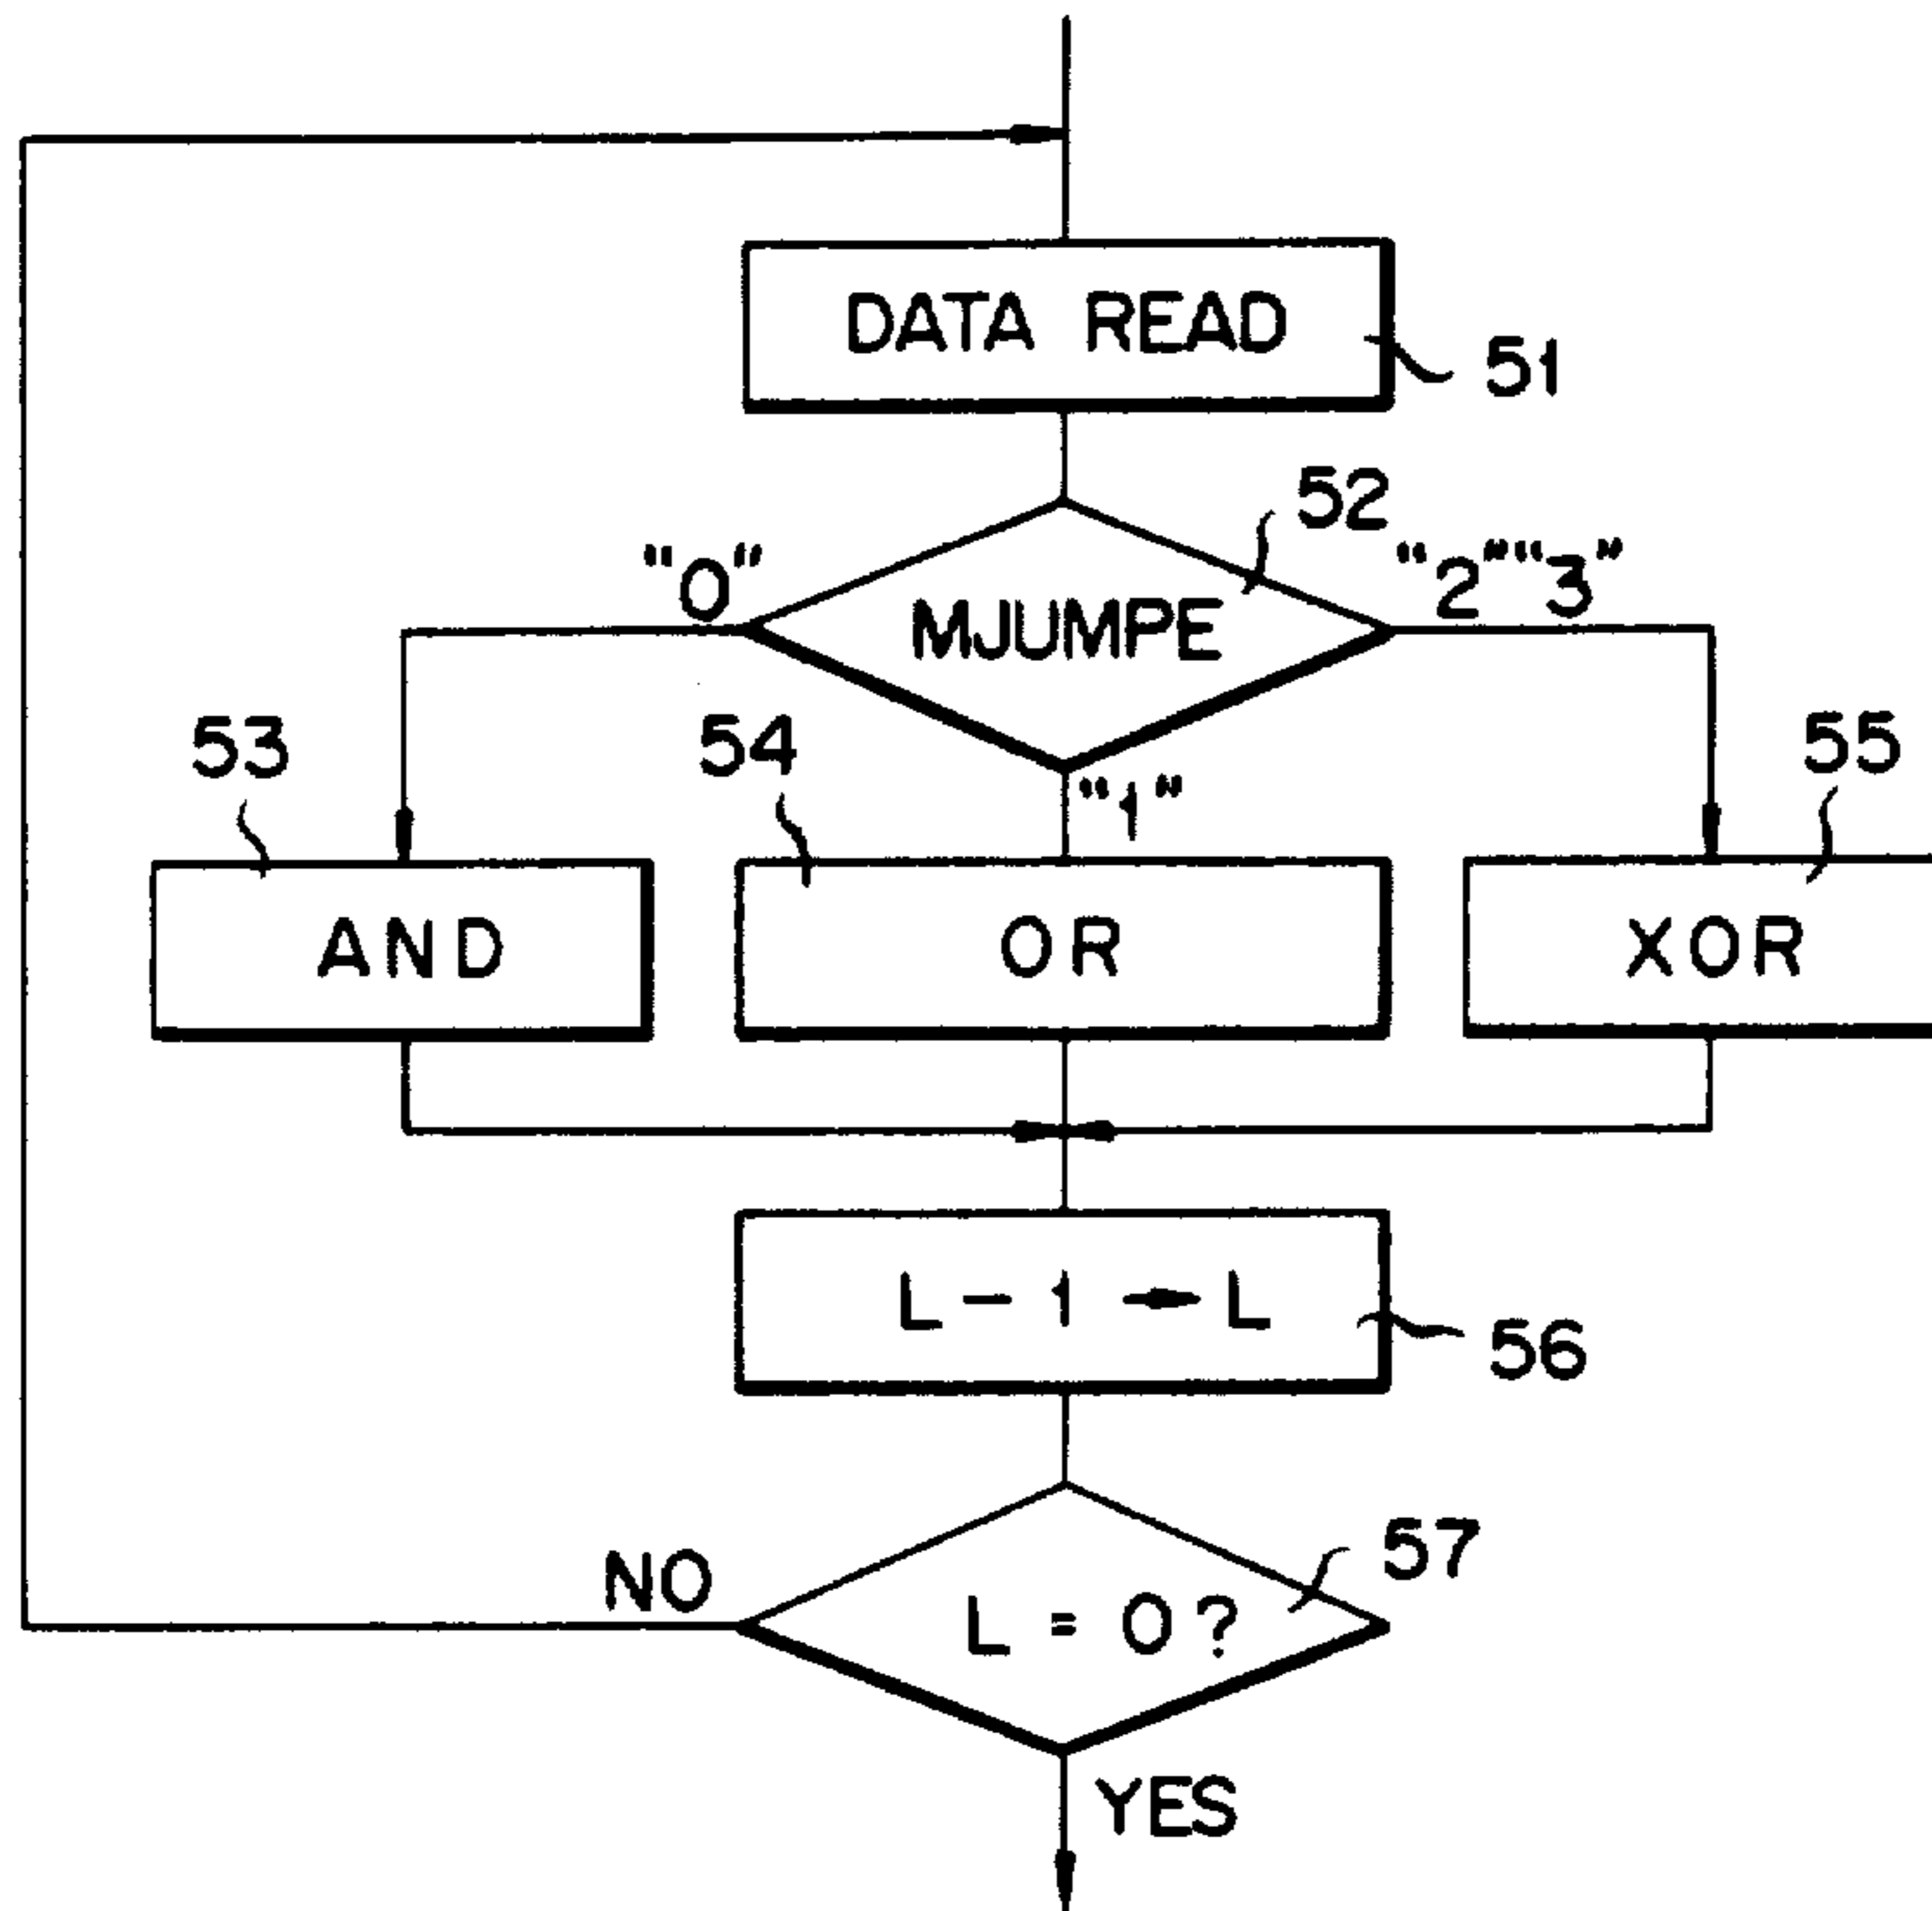 DATA READ
51
52
"0"
"2" "3"
MJUMPE
53
54
"1"
55
AND
OR
XOR
L - 1 → L
56
NO
57
L = 0 ?
YES